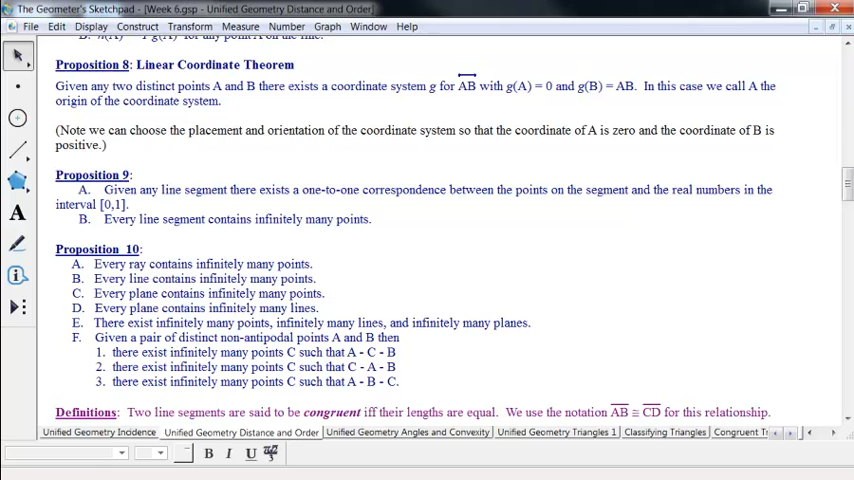 The Geometer's Sketchpad - [Week 6.gsp - Unified Geometry Distance and Order]
File Edit Display Construct Transform Measure Number Graph Window Help
for any point A on the line.
Proposition 8: Linear Coordinate Theorem
Given any two distinct points A and B there exists a coordinate system g for AB with g(A) = 0 and g(B) = AB. In this case we call A the
origin of the coordinate system.
(Note we can choose the placement and orientation of the coordinate system so that the coordinate of A is zero and the coordinate of B is
positive.)
Proposition 9:
A. Given any line segment there exists a one-to-one correspondence between the points on the segment and the real numbers in the
interval [0,1].
B. Every line segment contains infinitely many points.
Proposition 10:
A. Every ray contains infinitely many points.
B. Every line contains infinitely many points.
C. Every plane contains infinitely many points.
D. Every plane contains infinitely many lines.
E. There exist infinitely many points, infinitely many lines, and infinitely many planes.
F. Given a pair of distinct non-antipodal points A and B then
1. there exist infinitely many points C such that A - C - B
2. there exist infinitely many points C such that C - A - B
3. there exist infinitely many points C such that A - B - C.
Definitions: Two line segments are said to be congruent iff their lengths are equal. We use the notation AB ≅ CD for this relationship.
Unified Geometry Incidence Unified Geometry Distance and Order Unified Geometry Angles and Convexity Unified Geometry Triangles 1 Classifying Triangles Congruent Tr
B I U
A